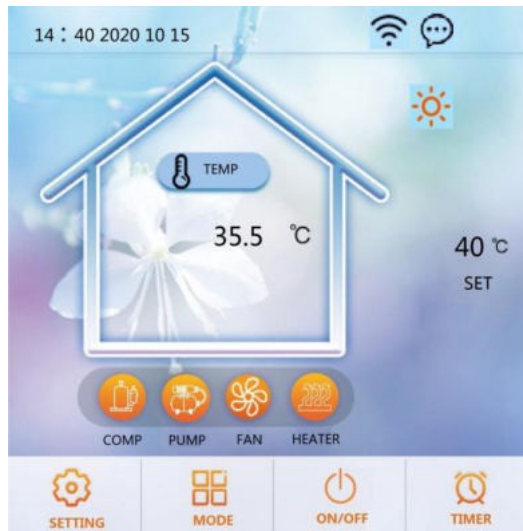 14：40 2020 10 15
TEMP
35.5 ℃
40 ℃
SET
COMP PUMP FAN HEATER
SETTING MODE ON/OFF TIMER